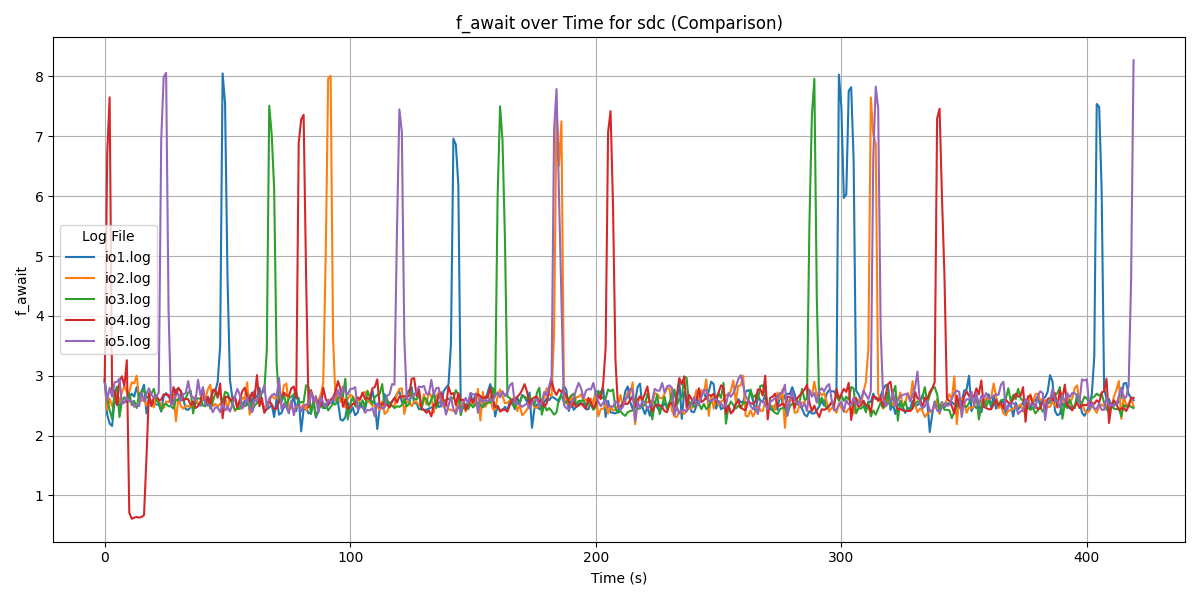 f_await over Time for sdc (Comparison)
f_await
8
7
6
5
4
3
2
1
Log File
io1.log
io2.log
io3.log
io4.log
io5.log
0 100 200 300 400
Time (s)